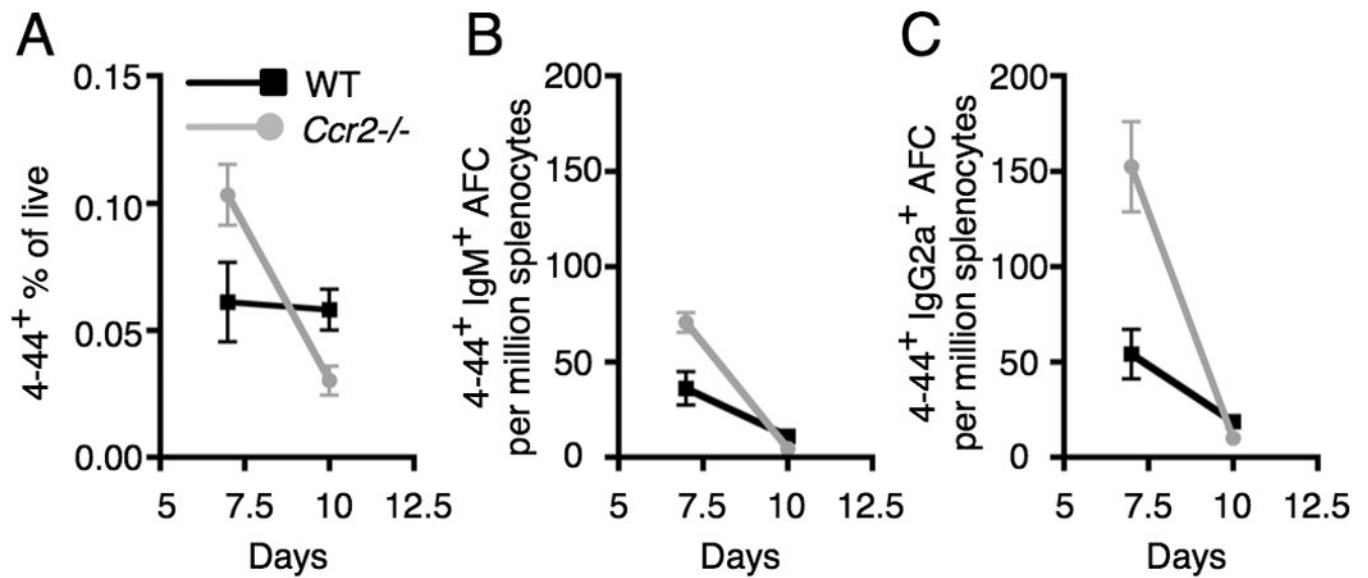 A
4-44+ % of live
0.15
0.10
0.05
0.00
WT
Ccr2-/-
5
7.5
10
12.5
Days
B
4-44+ IgM+ AFC
per million splenocytes
200
150
100
50
0
5
7.5
10
12.5
Days
C
4-44+ IgG2a+ AFC
per million splenocytes
200
150
100
50
0
5
7.5
10
12.5
Days